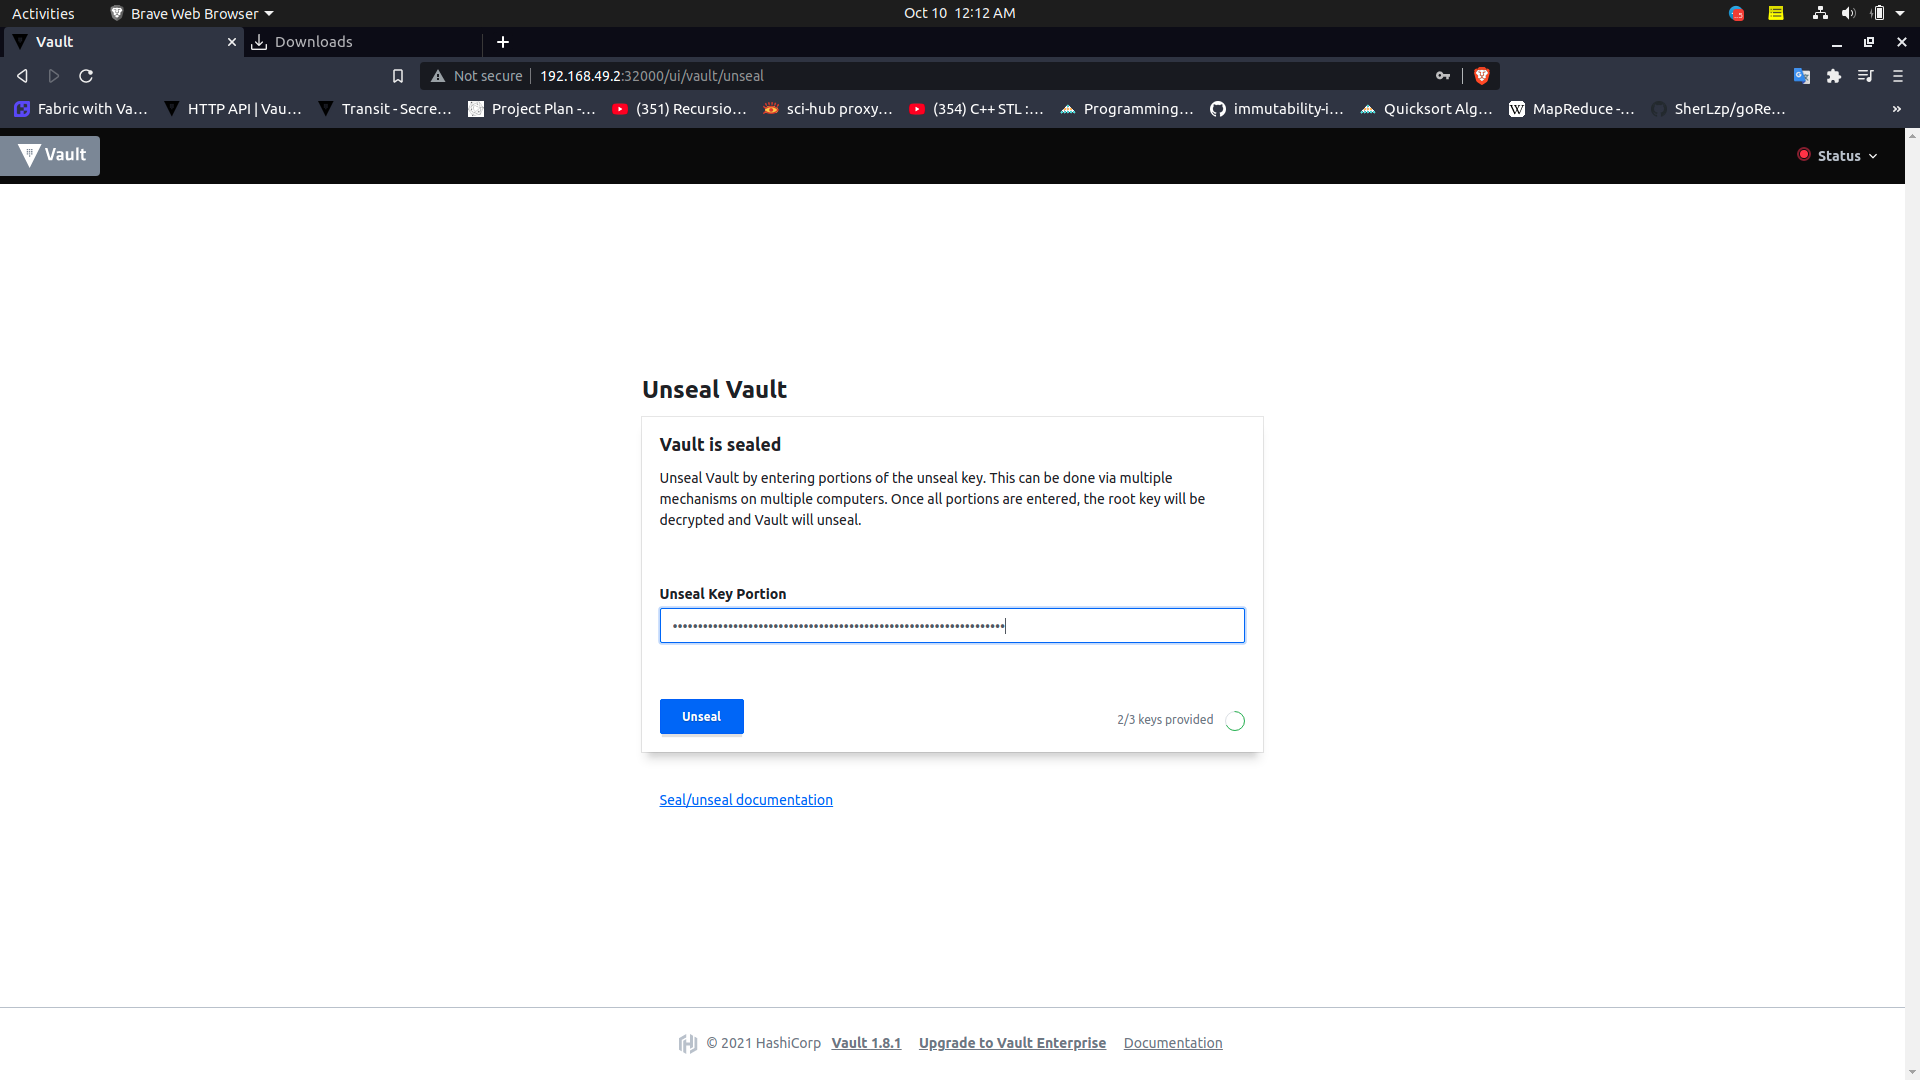 Activities Brave Web Browser Oct 10 12:12 AM
Vault Downloads
Not secure 192.168.49.2:32000/ui/vault/unseal
Fabric with Va... HTTP API | Vau... Transit - Secre... Project Plan -... (351) Recursio... sci-hub proxy... (354) C++ STL :... Programming... immutability-i... Quicksort Alg... MapReduce -... SherLzp/goRe... »
Vault Status
Unseal Vault
Vault is sealed
Unseal Vault by entering portions of the unseal key. This can be done via multiple
mechanisms on multiple computers. Once all portions are entered, the root key will be
decrypted and Vault will unseal.
Unseal Key Portion
Unseal 2/3 keys provided
Seal/unseal documentation
© 2021 HashiCorp Vault 1.8.1 Upgrade to Vault Enterprise Documentation